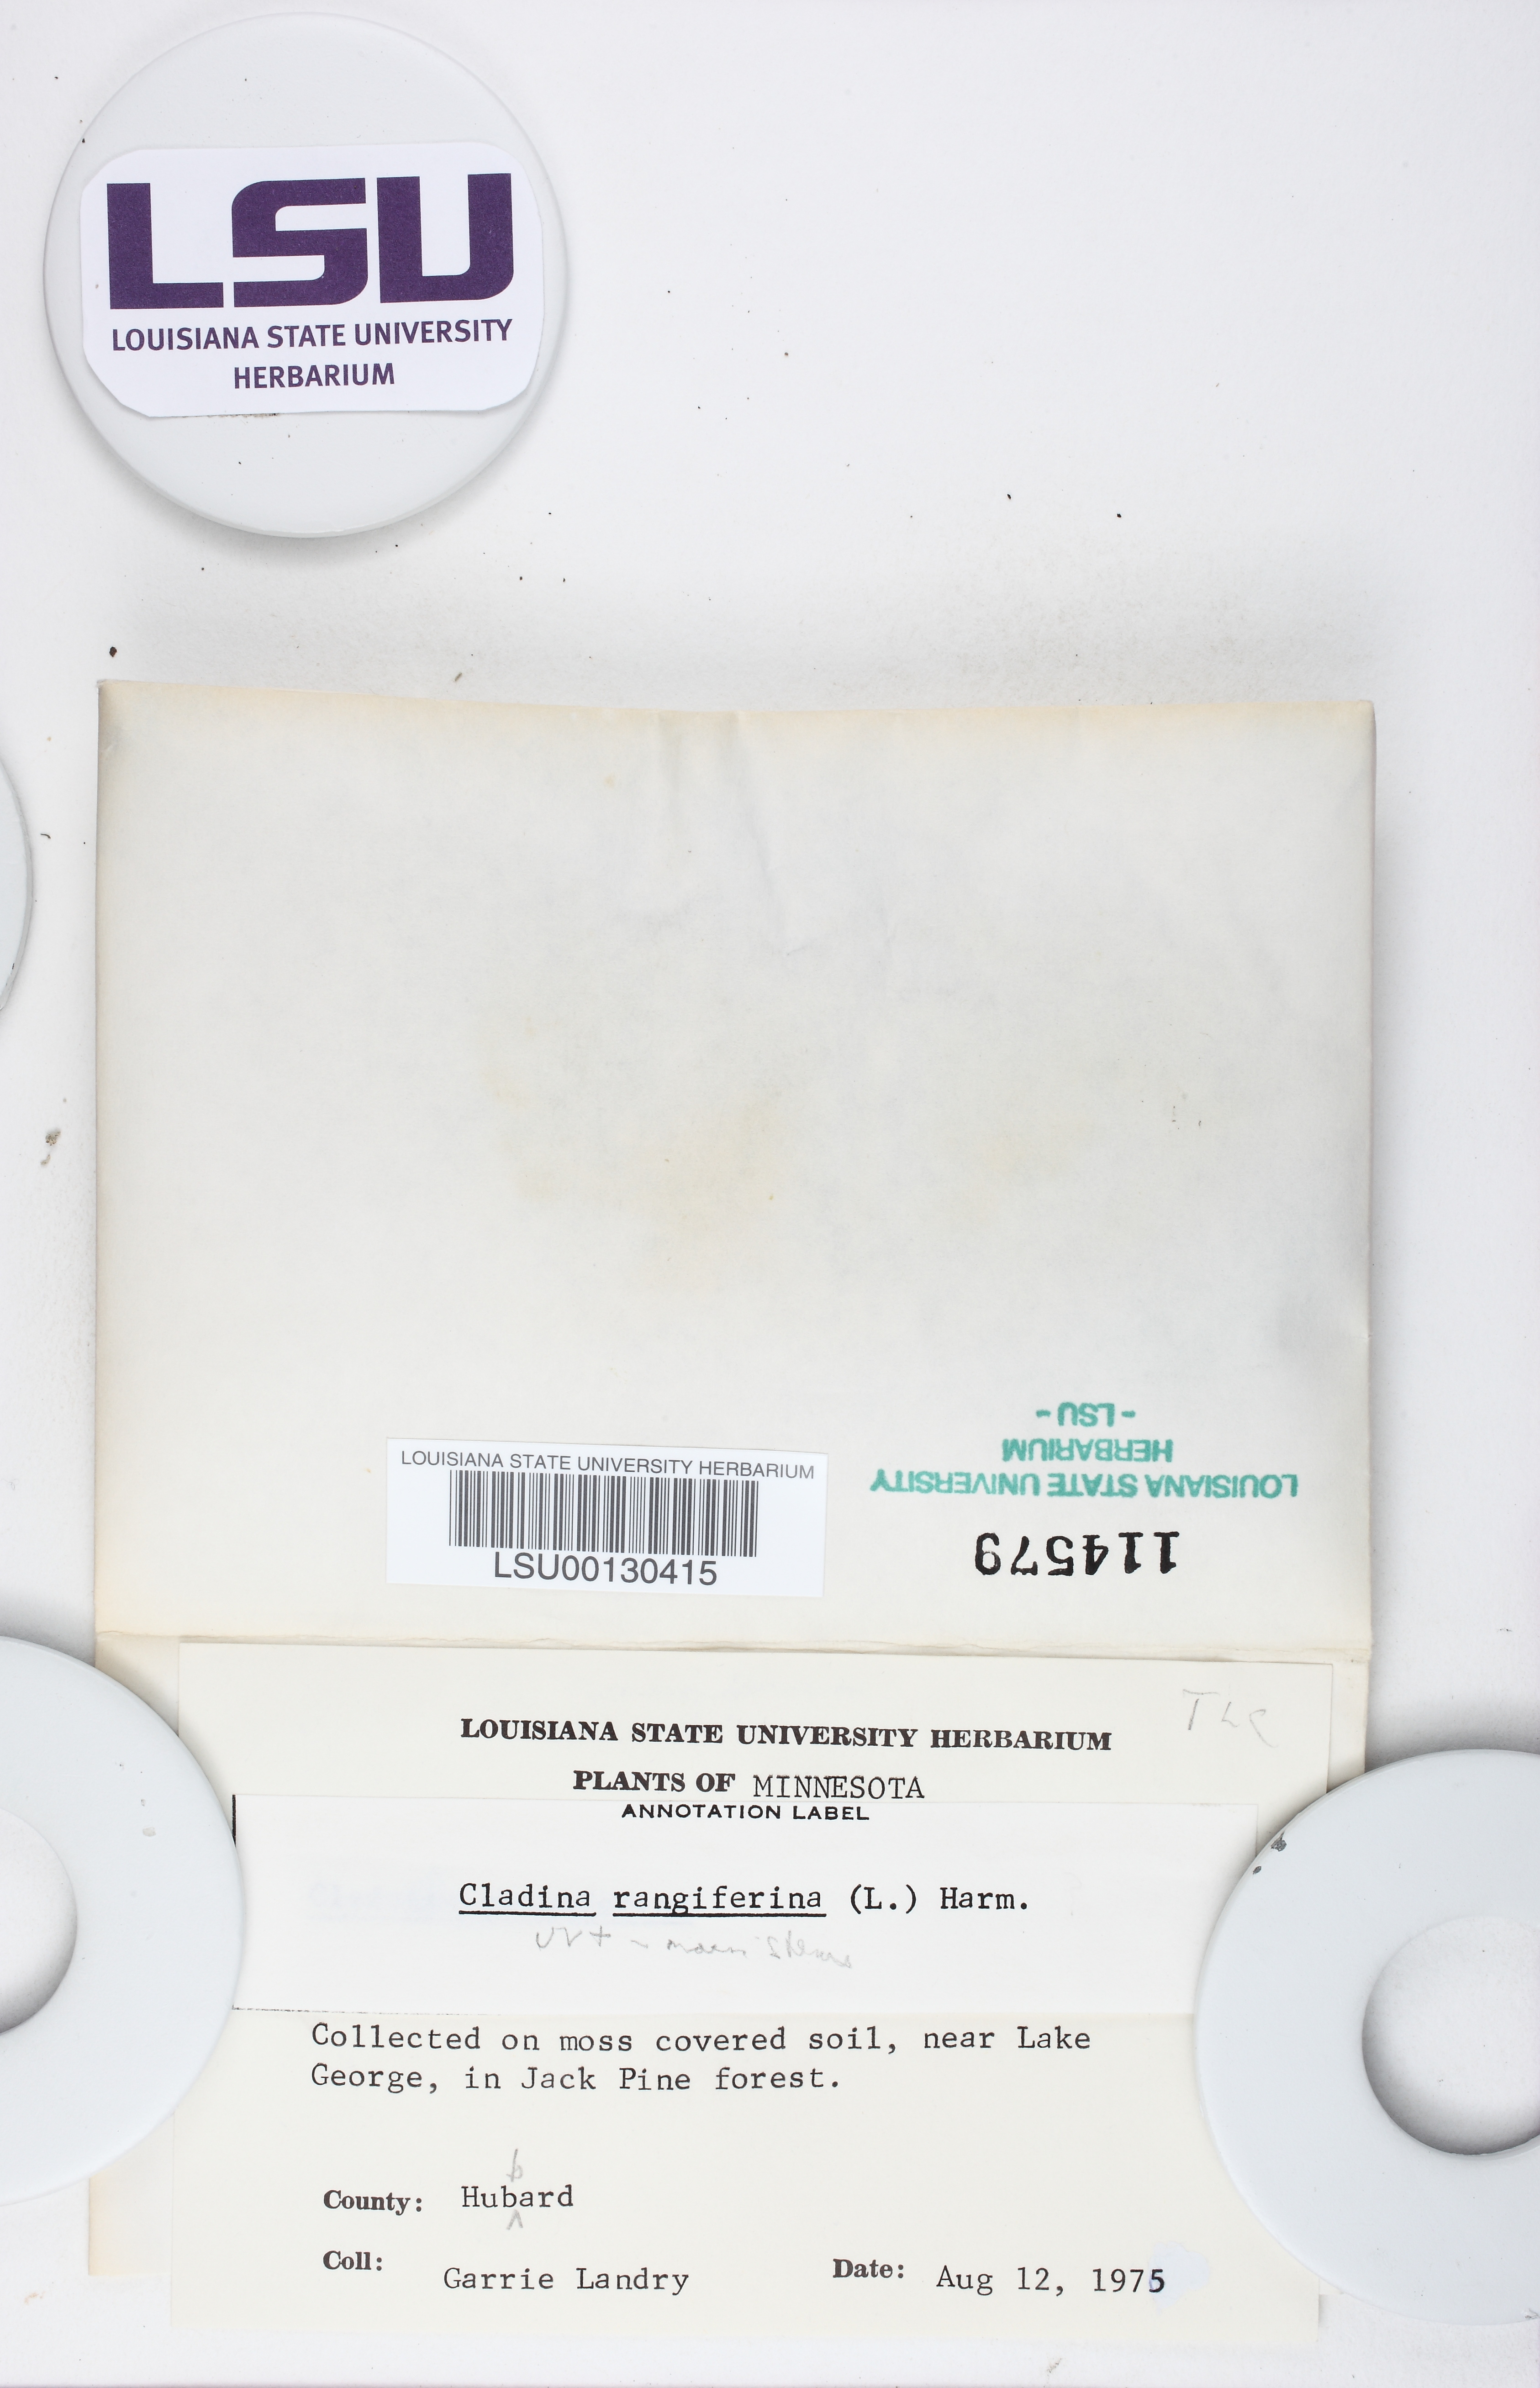 LSU
LOUISIANA STATE UNIVERSITY
HERBARIUM
LOUISIANA STATE UNIVERSITY HERBARIUM
LSU00130415
114579
LOUISIANA STATE UNIVERSITY
HERBARIUM
- LSU -
TLC
LOUISIANA STATE UNIVERSITY HERBARIUM
PLANTS OF MINNESOTA
ANNOTATION LABEL
Cladina rangiferina (L.) Harm.
UV+
Collected on moss covered soil, near Lake
George, in Jack Pine forest.
b
County: Hubard
^
Coll: Garrie Landry Date: Aug 12, 1975